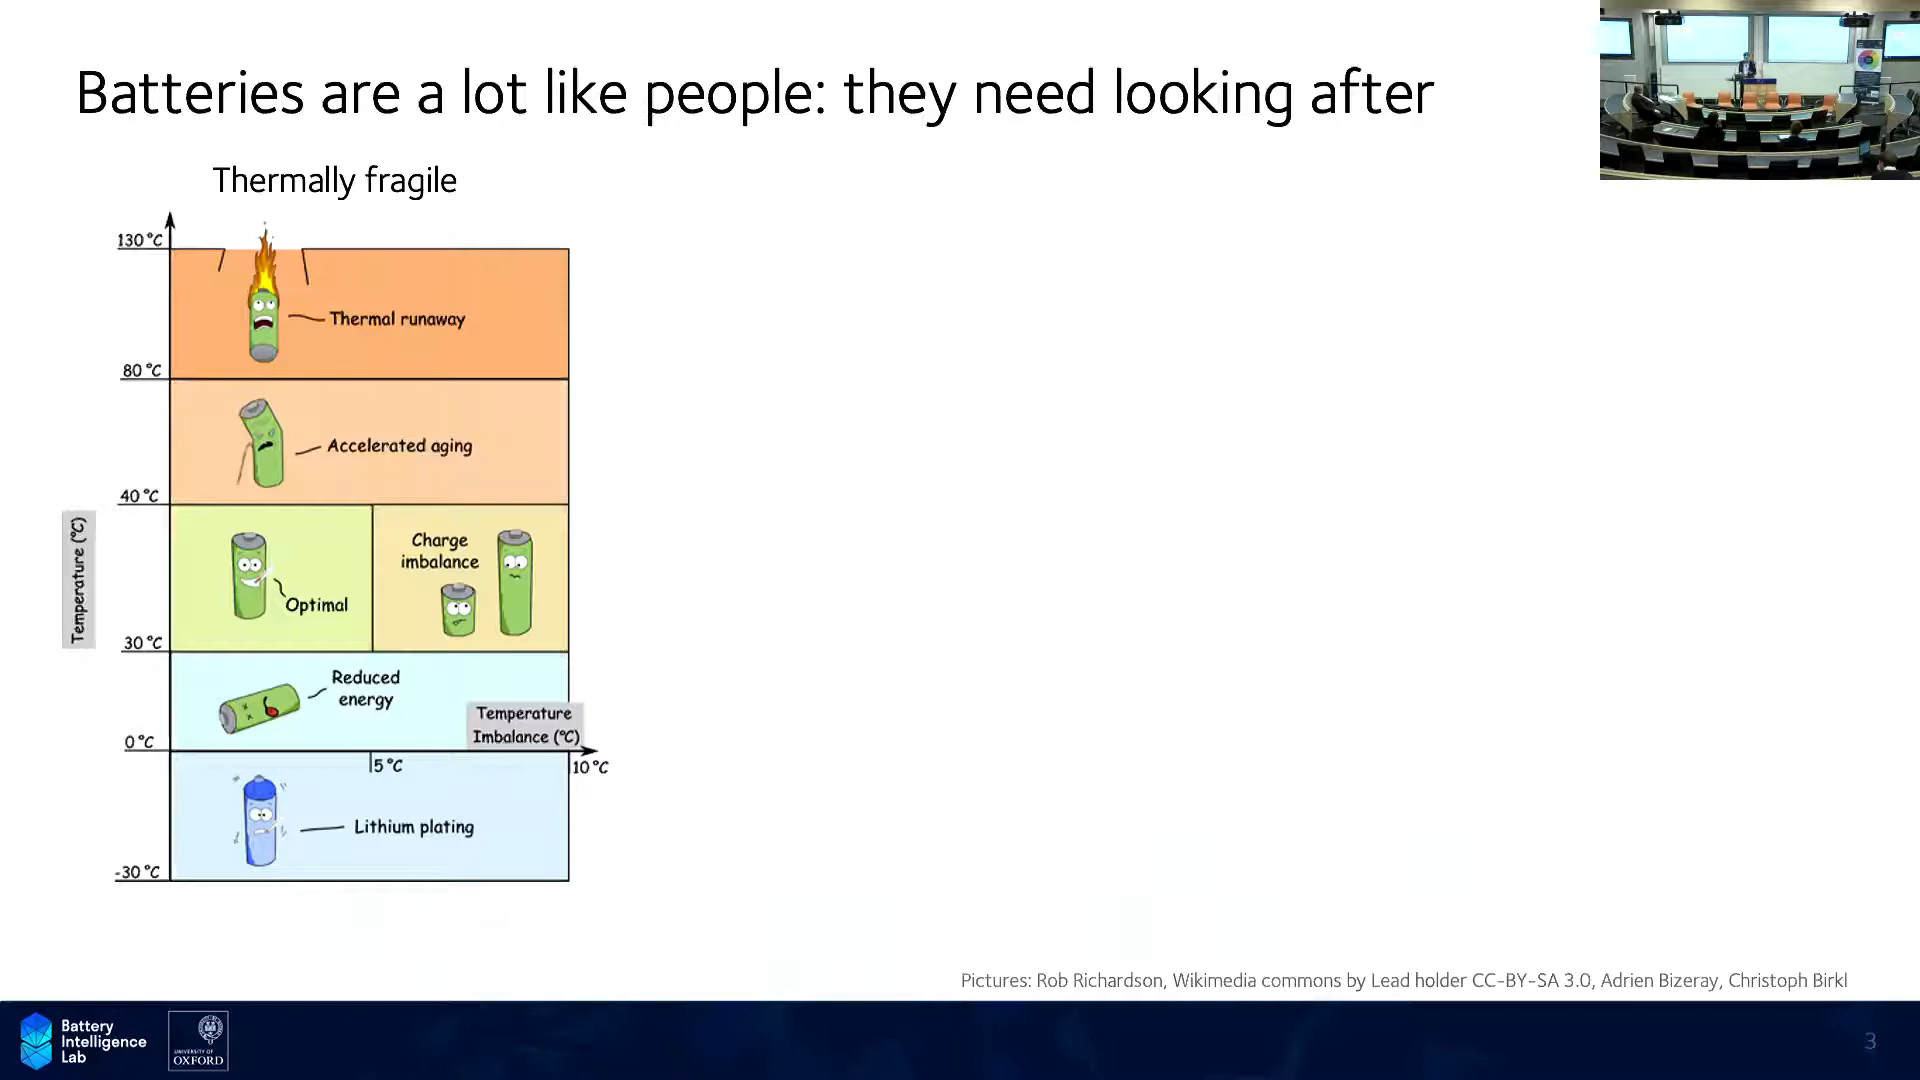 Batteries are a lot like people: they need looking after
Thermally fragile
130 °C
Thermal runaway
80 °C
Accelerated aging
40 °C
Temperature (°C)
Charge
imbalance
Optimal
30 °C
Reduced
energy
Temperature
Imbalance (°C)
0 °C
5 °C
10 °C
Lithium plating
-30 °C
Pictures: Rob Richardson, Wikimedia commons by Lead holder CC-BY-SA 3.0, Adrien Bizeray, Christoph Birkl
Battery
Intelligence
Lab
UNIVERSITY OF
OXFORD
3